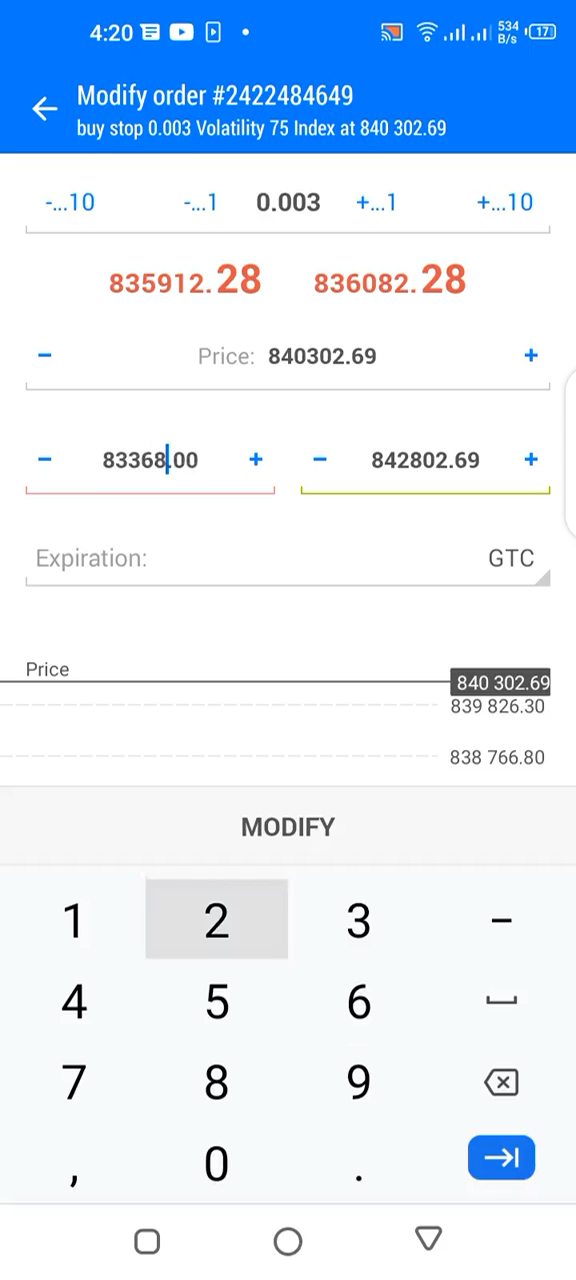 4:20 534 B/s 17
Modify order #2422484649
buy stop 0.003 Volatility 75 Index at 840 302.69
-...10 -...1 0.003 +...1 +...10
835912.28 836082.28
- Price: 840302.69 +
- 83368.00 + - 842802.69 +
Expiration: GTC
Price
840 302.69
839 826.30
838 766.80
MODIFY
1 2 3 -
4 5 6
7 8 9
, 0 .